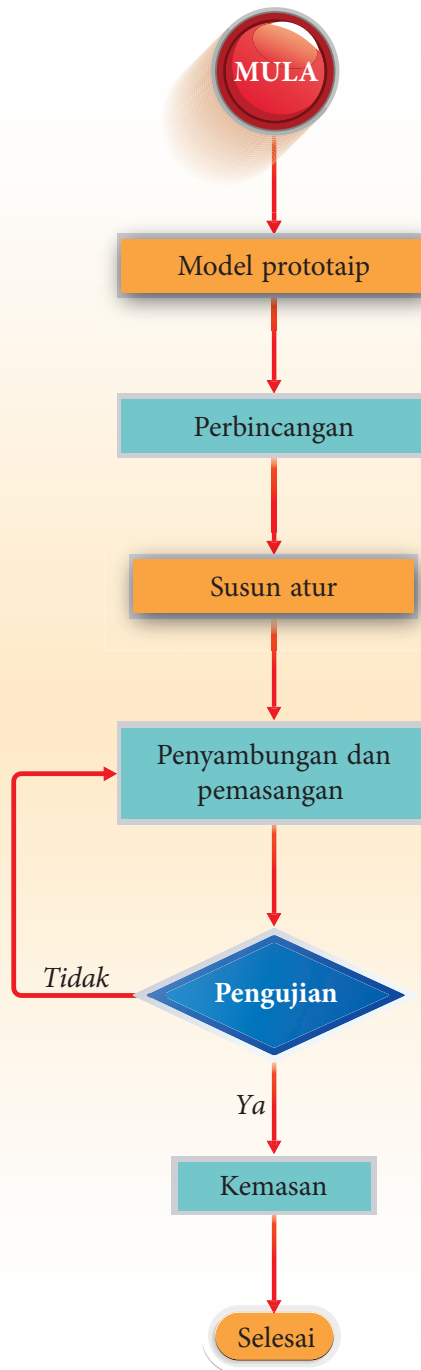 MULA
Model prototaip
Perbincangan
Susun atur
Penyambungan dan
pemasangan
Tidak
Pengujian
Ya
Kemasan
Selesai